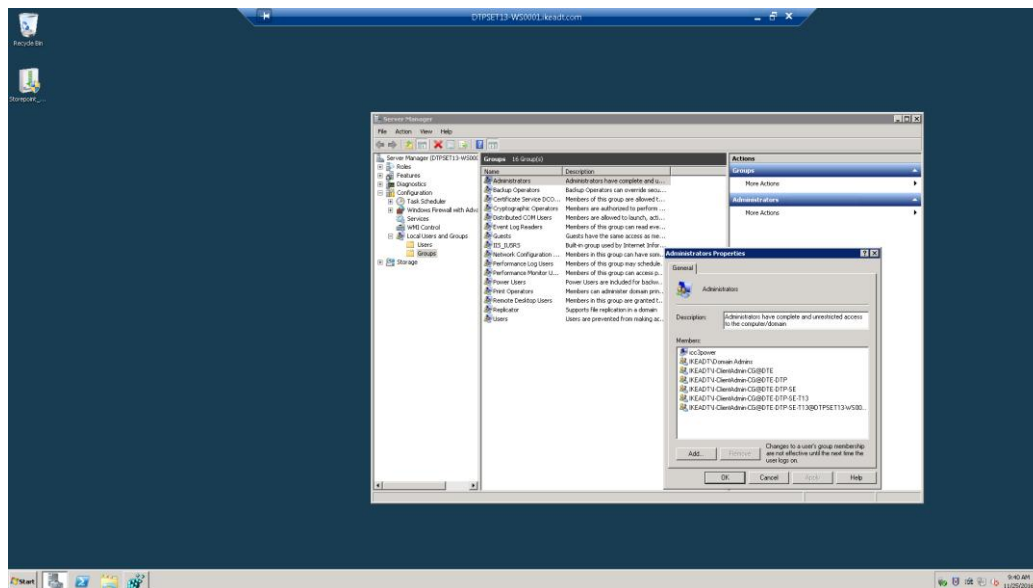 DTPSET13-WS0001.ikeadt.com
Recycle Bin
Storepoint_...
Server Manager
File Action View Help
Server Manager (DTPSET13-WS000
Roles
Features
Diagnostics
Configuration
Task Scheduler
Windows Firewall with Adva
Services
WMI Control
Local Users and Groups
Users
Groups
Storage
Groups 16 Group(s)
Name Description
Administrators Administrators have complete and u...
Backup Operators Backup Operators can override secu...
Certificate Service DCO... Members of this group are allowed t...
Cryptographic Operators Members are authorized to perform ...
Distributed COM Users Members are allowed to launch, acti...
Event Log Readers Members of this group can read eve...
Guests Guests have the same access as me...
IIS_IUSRS Built-in group used by Internet Infor...
Network Configuration ... Members in this group can have som...
Performance Log Users Members of this group may schedule...
Performance Monitor U... Members of this group can access p...
Power Users Power Users are included for backw...
Print Operators Members can administer domain prin...
Remote Desktop Users Members in this group are granted t...
Replicator Supports file replication in a domain
Users Users are prevented from making ac...
Actions
Groups
More Actions
Administrators
More Actions
Administrators Properties
General
Administrators
Description: Administrators have complete and unrestricted access
to the computer/domain
Members:
icc3power
IKEADT\Domain Admins
IKEADT\I-ClientAdmin-CG@DTE
IKEADT\I-ClientAdmin-CG@DTE-DTP
IKEADT\I-ClientAdmin-CG@DTE-DTP-SE
IKEADT\I-ClientAdmin-CG@DTE-DTP-SE-T13
IKEADT\I-ClientAdmin-CG@DTE-DTP-SE-T13@DTPSET13-WS00...
Add... Remove
Changes to a user's group membership
are not effective until the next time the
user logs on.
OK Cancel Apply Help
Start
9:40 AM